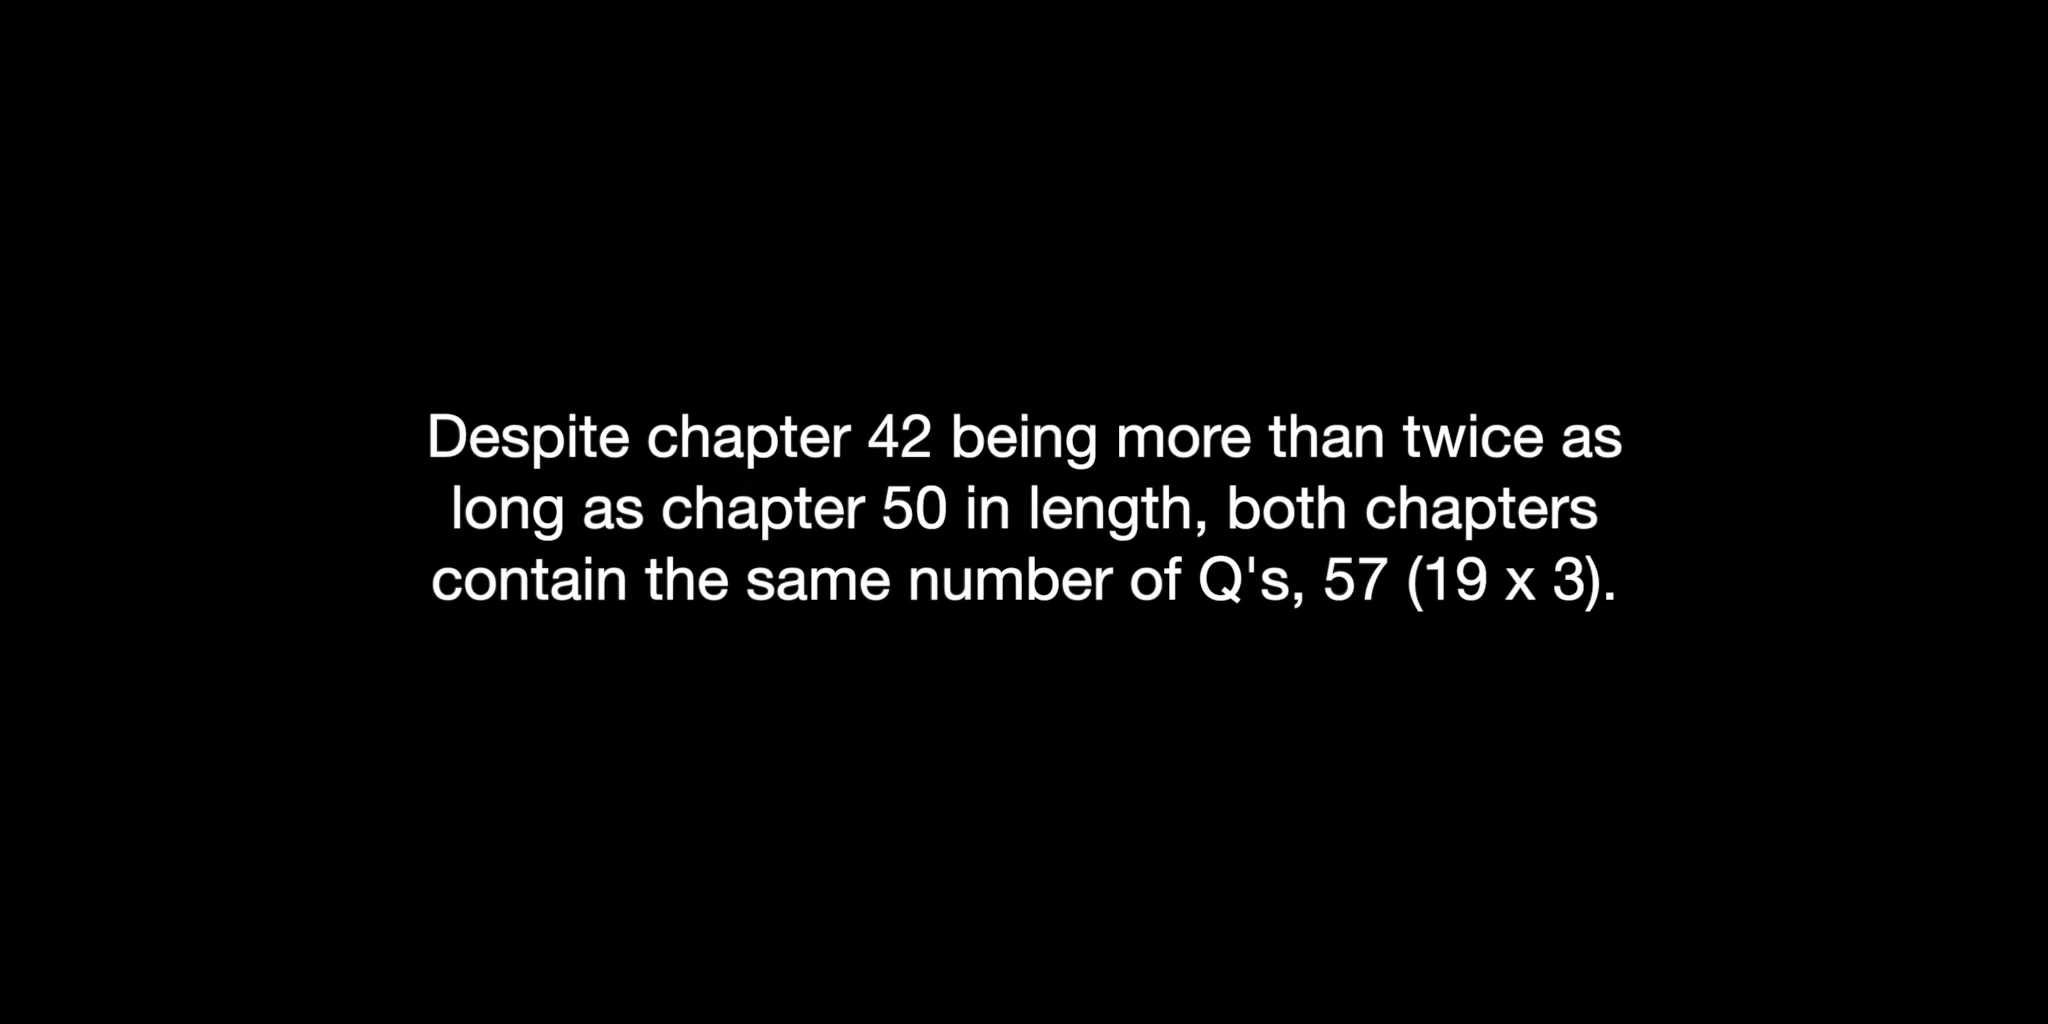 Despite chapter 42 being more than twice as
long as chapter 50 in length, both chapters
contain the same number of Q's, 57 (19 x 3).